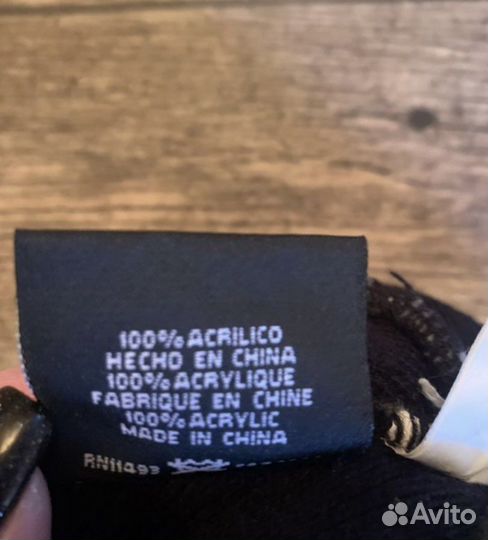 100% ACRILICO
HECHO EN CHINA
100% ACRYLIQUE
FABRIQUE EN CHINE
100% ACRYLIC
MADE IN CHINA
RN11493
Avito